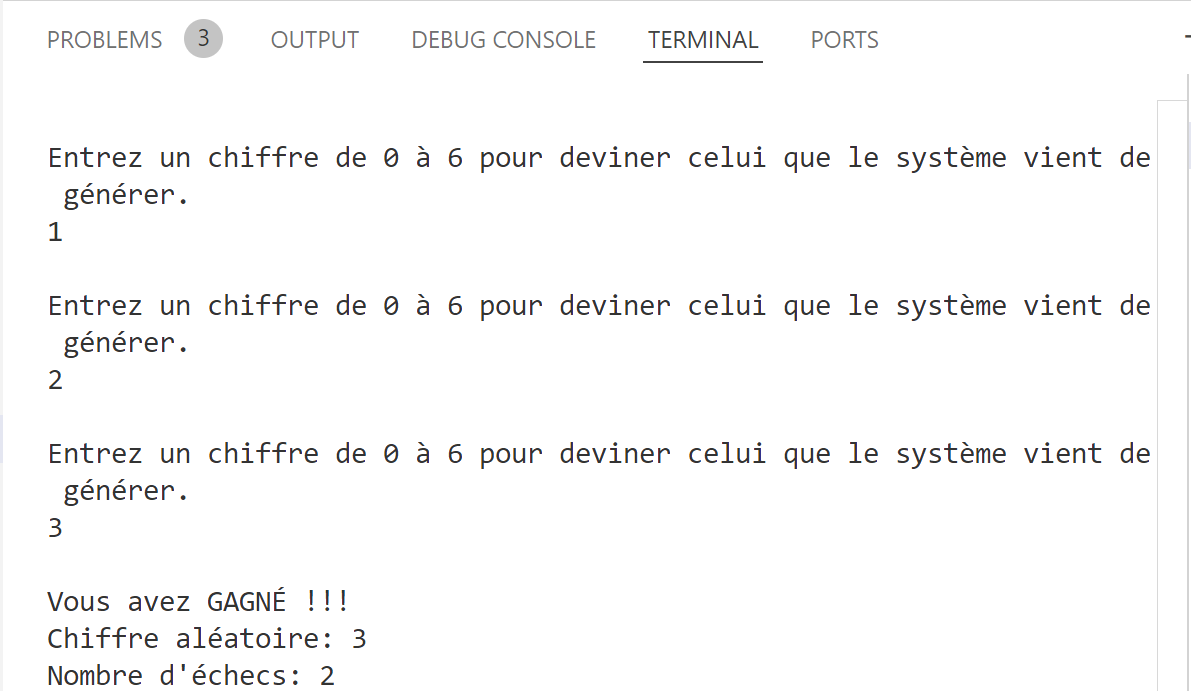 PROBLEMS 3 OUTPUT DEBUG CONSOLE TERMINAL PORTS
Entrez un chiffre de 0 à 6 pour deviner celui que le système vient de
générer.
1
Entrez un chiffre de 0 à 6 pour deviner celui que le système vient de
générer.
2
Entrez un chiffre de 0 à 6 pour deviner celui que le système vient de
générer.
3
Vous avez GAGNÉ !!!
Chiffre aléatoire: 3
Nombre d'échecs: 2